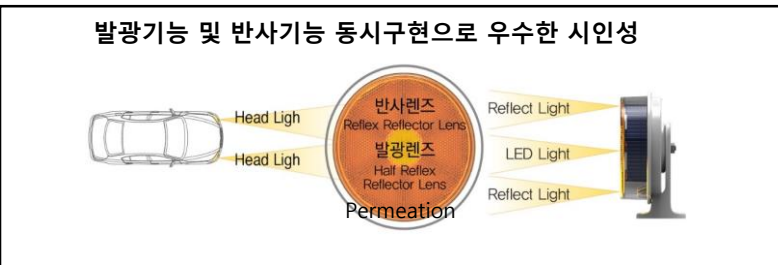 발광기능 및 반사기능 동시구현으로 우수한 시인성
Head Ligh
Head Ligh
반사렌즈
Reflex Reflector Lens
발광렌즈
Half Reflex
Reflector Lens
Permeation
Reflect Light
LED Light
Reflect Light